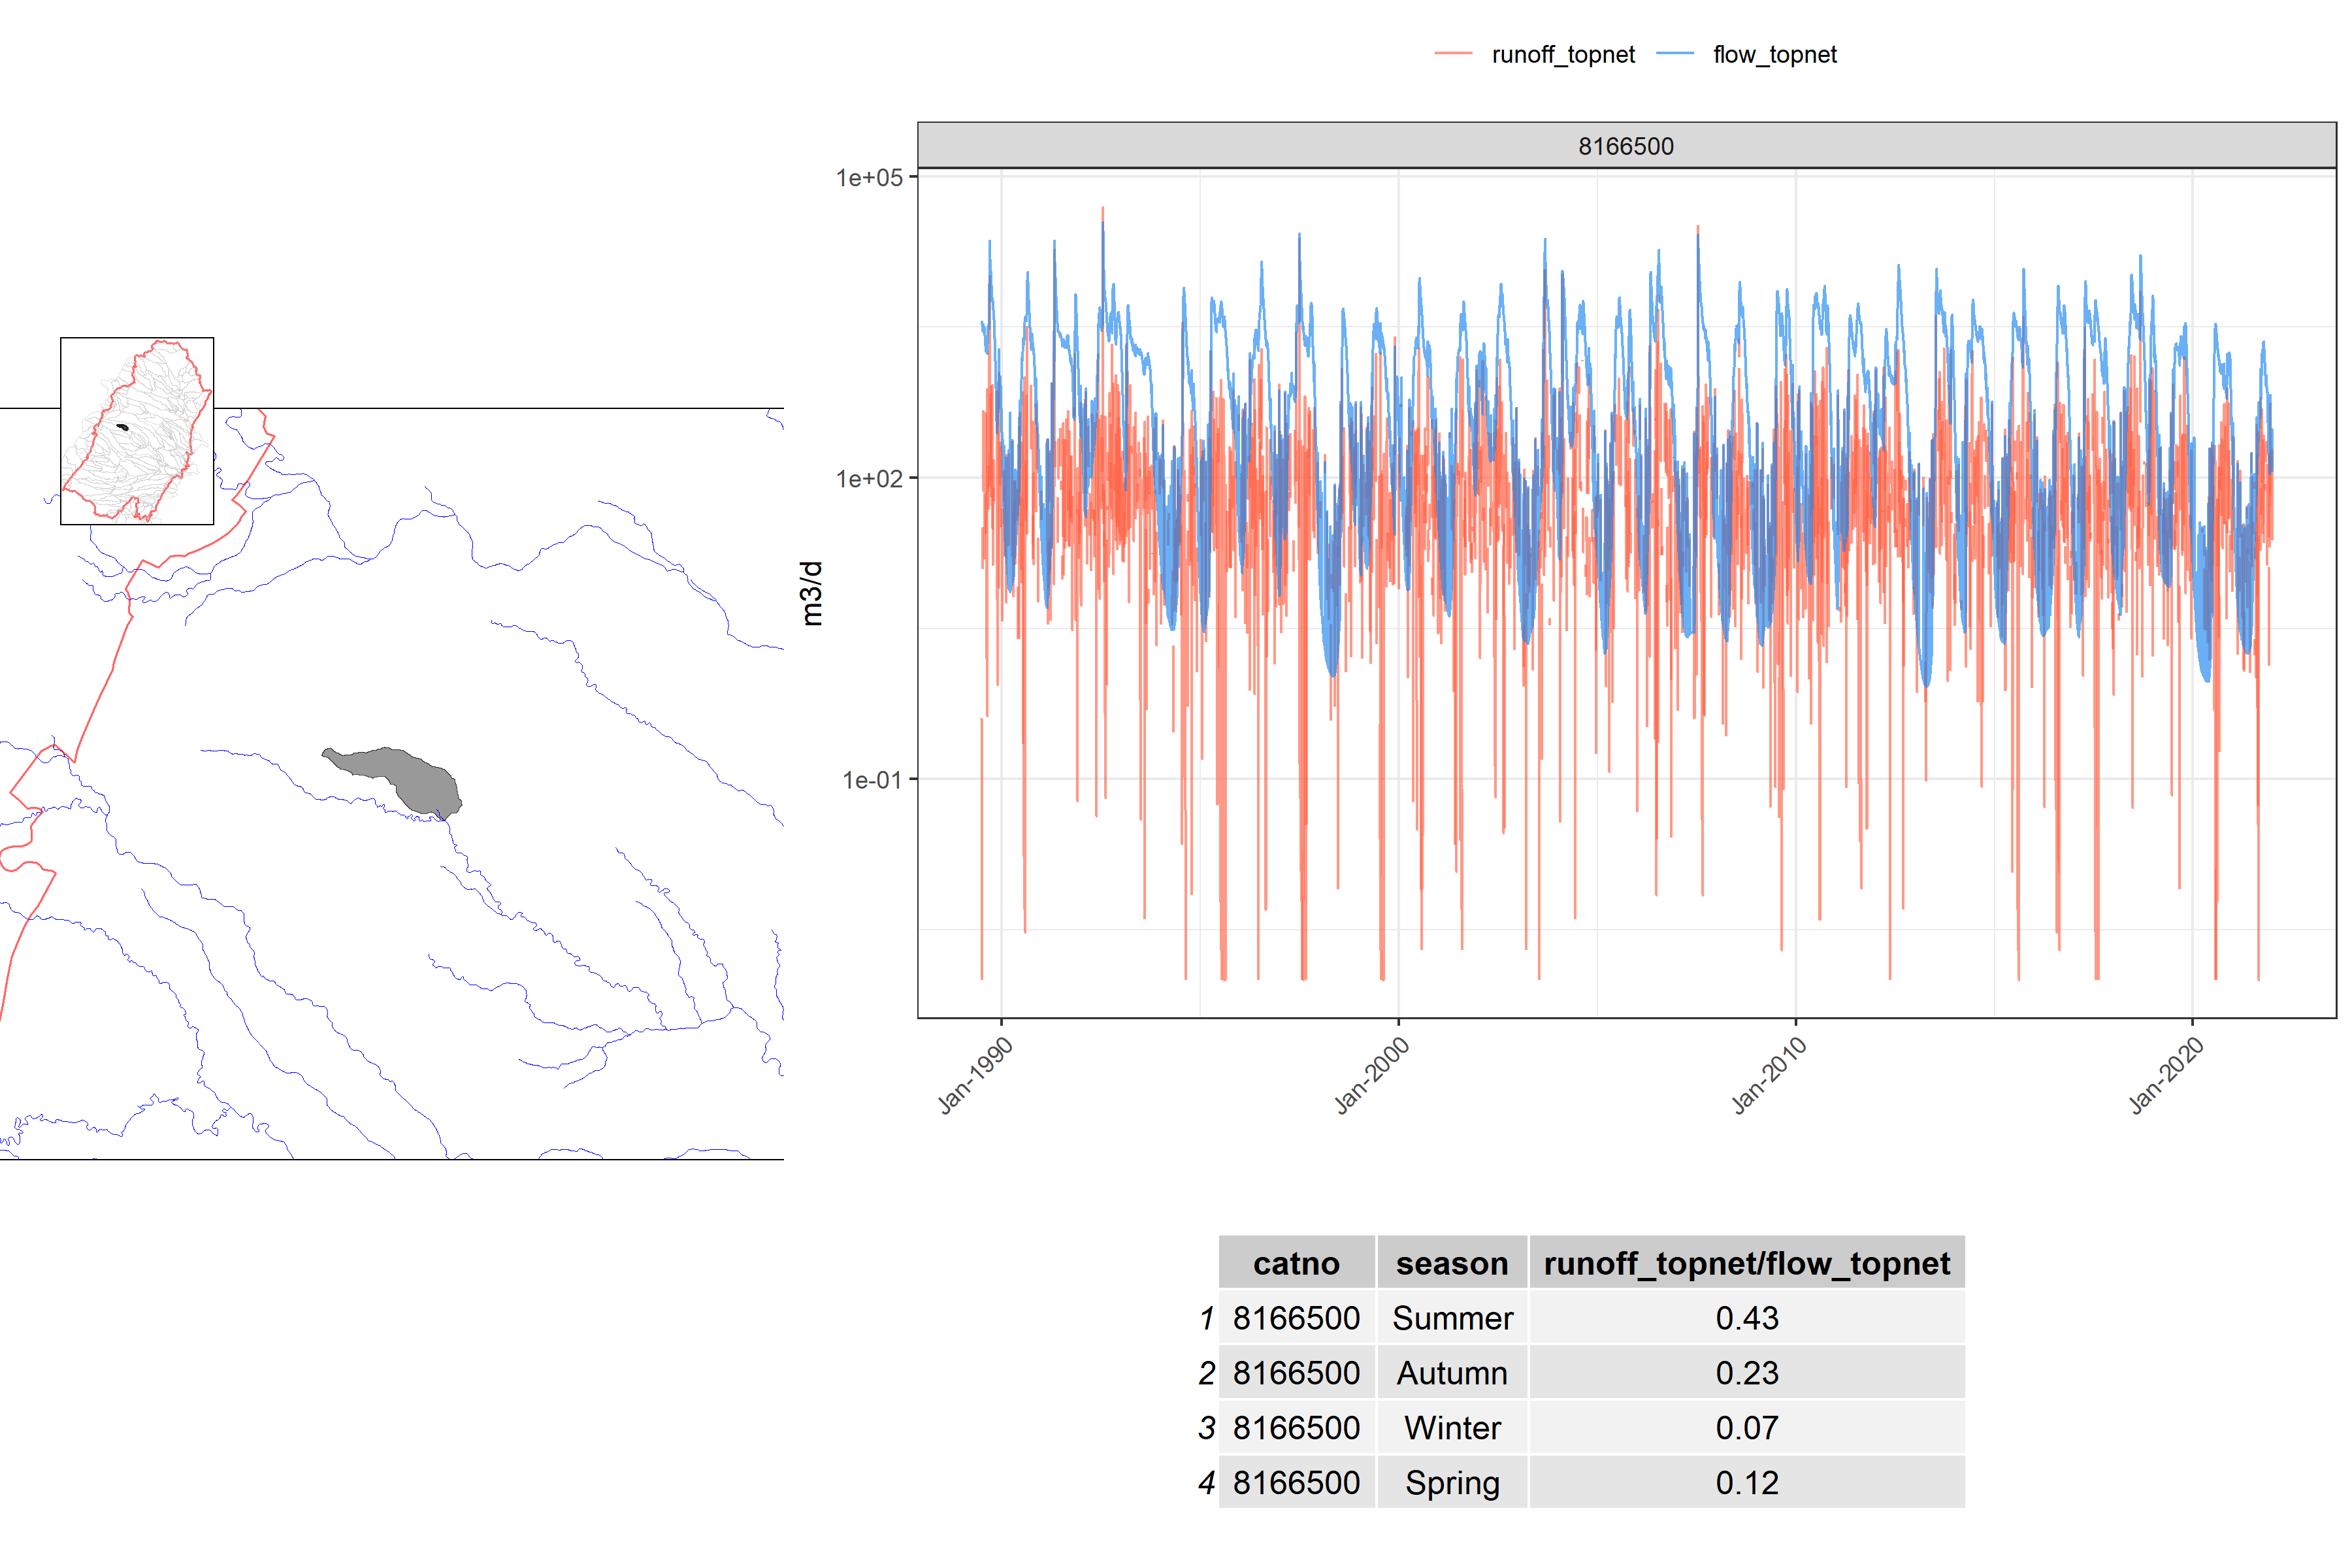 runoff_topnet flow_topnet
8166500
1e+05
1e+02
1e-01
m3/d
Jan-1990 Jan-2000 Jan-2010 Jan-2020
catno season runoff_topnet/flow_topnet
1 8166500 Summer 0.43
2 8166500 Autumn 0.23
3 8166500 Winter 0.07
4 8166500 Spring 0.12